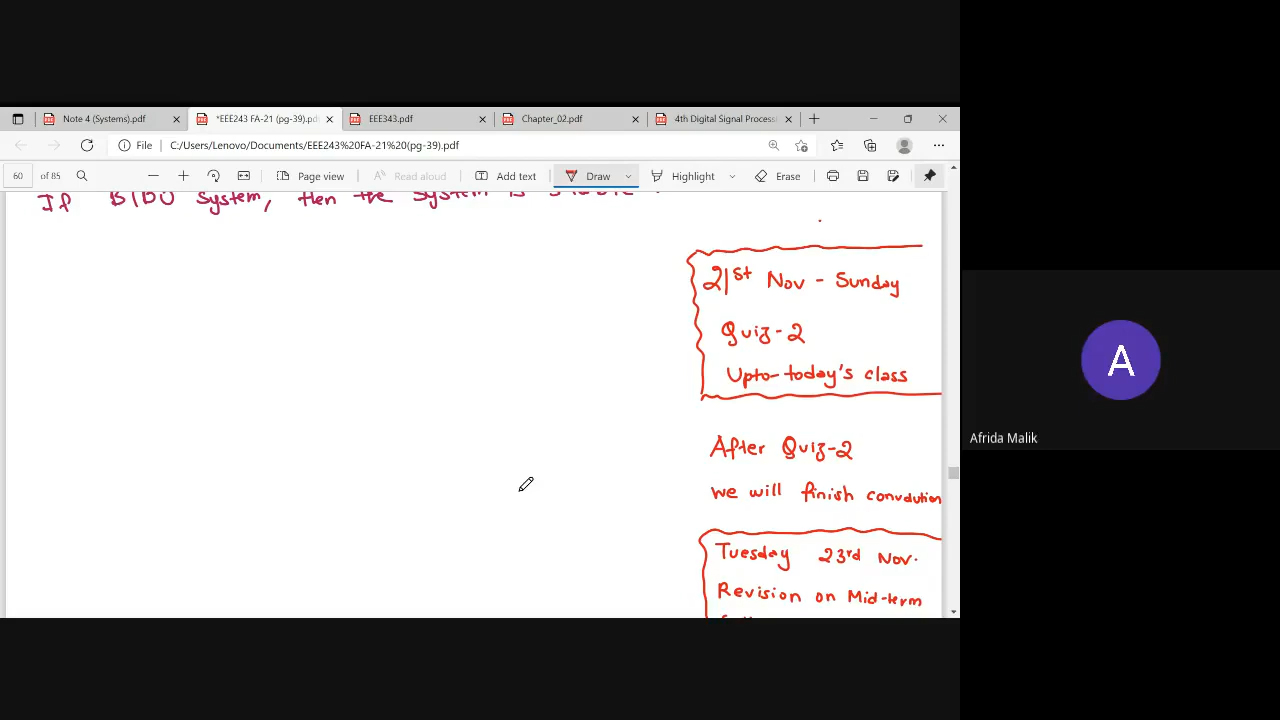 Note 4 (Systems).pdf
*EEE243 FA-21 (pg-39).pdf
EEE343.pdf
Chapter_02.pdf
4th Digital Signal Process
File
C:/Users/Lenovo/Documents/EEE243%20FA-21%20(pg-39).pdf
60 of 85
Page view
Read aloud
Add text
Draw
Highlight
Erase
If BIBO system, then the system is stable
21st Nov - Sunday
Quiz-2
Upto today's class
After Quiz-2
we will finish convolution
Tuesday 23rd Nov.
Revision on Mid-term
A
Afrida Malik